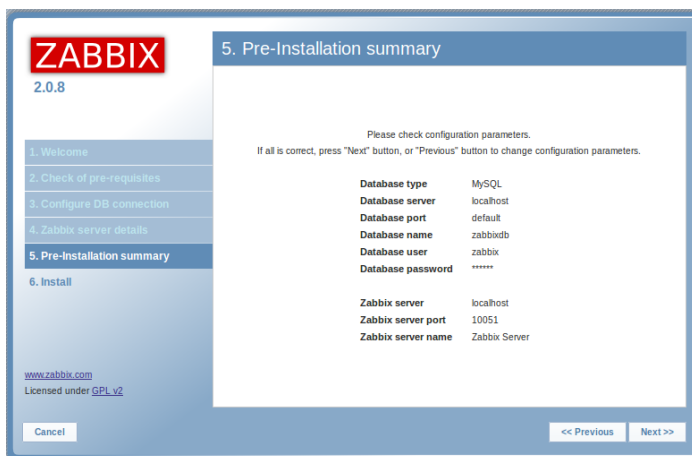 ZABBIX
2.0.8
1. Welcome
2. Check of pre-requisites
3. Configure DB connection
4. Zabbix server details
5. Pre-Installation summary
6. Install
www.zabbix.com
Licensed under GPL v2
5. Pre-Installation summary
Please check configuration parameters.
If all is correct, press "Next" button, or "Previous" button to change configuration parameters.
Database type MySQL
Database server localhost
Database port default
Database name zabbixdb
Database user zabbix
Database password ******
Zabbix server localhost
Zabbix server port 10051
Zabbix server name Zabbix Server
Cancel
<< Previous
Next >>